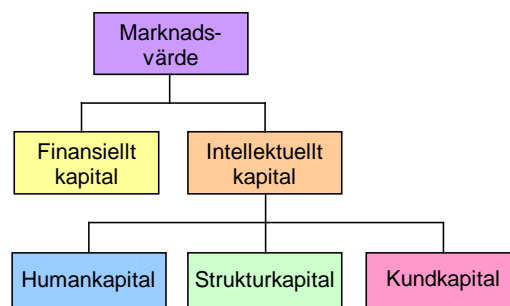 Marknads-
värde
Finansiellt
kapital
Intellektuellt
kapital
Humankapital
Strukturkapital
Kundkapital